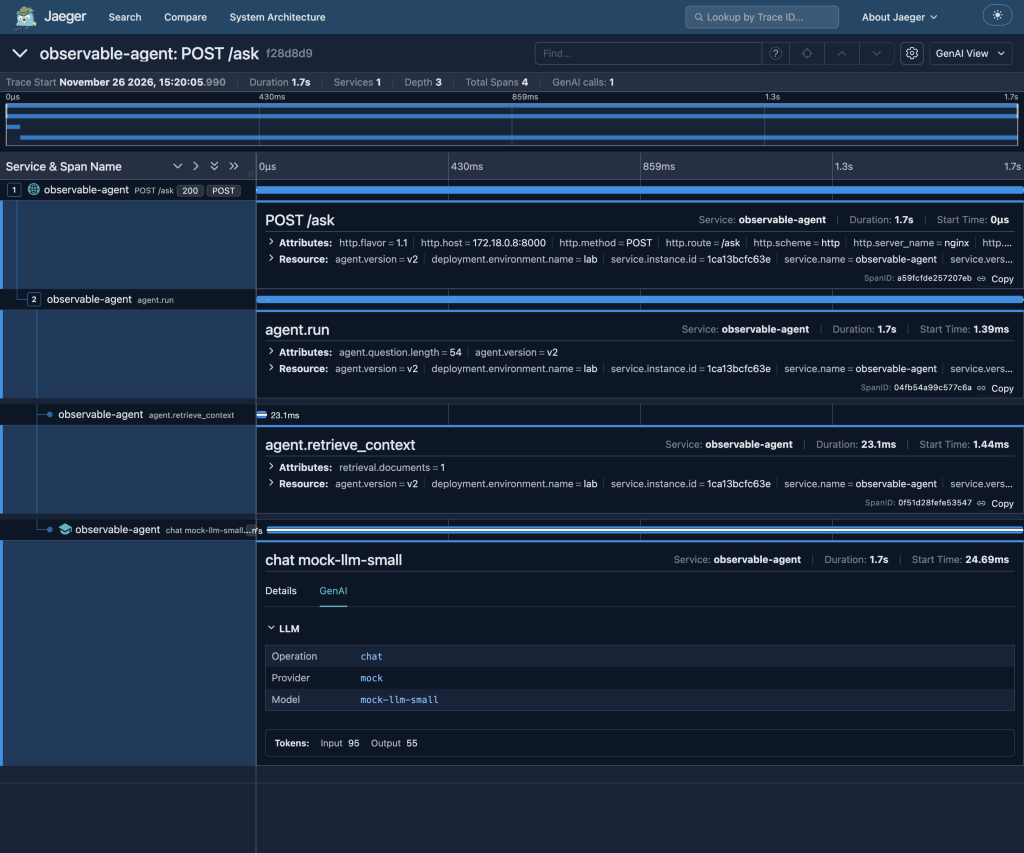 Jaeger Search Compare System Architecture Lookup by Trace ID... About Jaeger
observable-agent: POST /ask f28d8d9 Find... GenAI View
Trace Start November 26 2026, 15:20:05.990 Duration 1.7s Services 1 Depth 3 Total Spans 4 GenAI calls: 1
0μs 430ms 859ms 1.3s 1.7s
Service & Span Name 0μs 430ms 859ms 1.3s 1.7s
1 observable-agent POST /ask 200 POST
POST /ask Service: observable-agent Duration: 1.7s Start Time: 0μs
Attributes: http.flavor = 1.1 http.host = 172.18.0.8:8000 http.method = POST http.route = /ask http.scheme = http http.server_name = nginx http....
Resource: agent.version = v2 deployment.environment.name = lab service.instance.id = 1ca13bcfc63e service.name = observable-agent service.vers...
SpanID: a59fcfde257207eb Copy
2 observable-agent agent.run
agent.run Service: observable-agent Duration: 1.7s Start Time: 1.39ms
Attributes: agent.question.length = 54 agent.version = v2
Resource: agent.version = v2 deployment.environment.name = lab service.instance.id = 1ca13bcfc63e service.name = observable-agent service.vers...
SpanID: 04fb54a99c577c6a Copy
observable-agent agent.retrieve_context 23.1ms
agent.retrieve_context Service: observable-agent Duration: 23.1ms Start Time: 1.44ms
Attributes: retrieval.documents = 1
Resource: agent.version = v2 deployment.environment.name = lab service.instance.id = 1ca13bcfc63e service.name = observable-agent service.vers...
SpanID: 0f51d28fefe53547 Copy
observable-agent chat mock-llm-small...
chat mock-llm-small Service: observable-agent Duration: 1.7s Start Time: 24.69ms
Details GenAI
LLM
Operation chat
Provider mock
Model mock-llm-small
Tokens: Input 95 Output 55